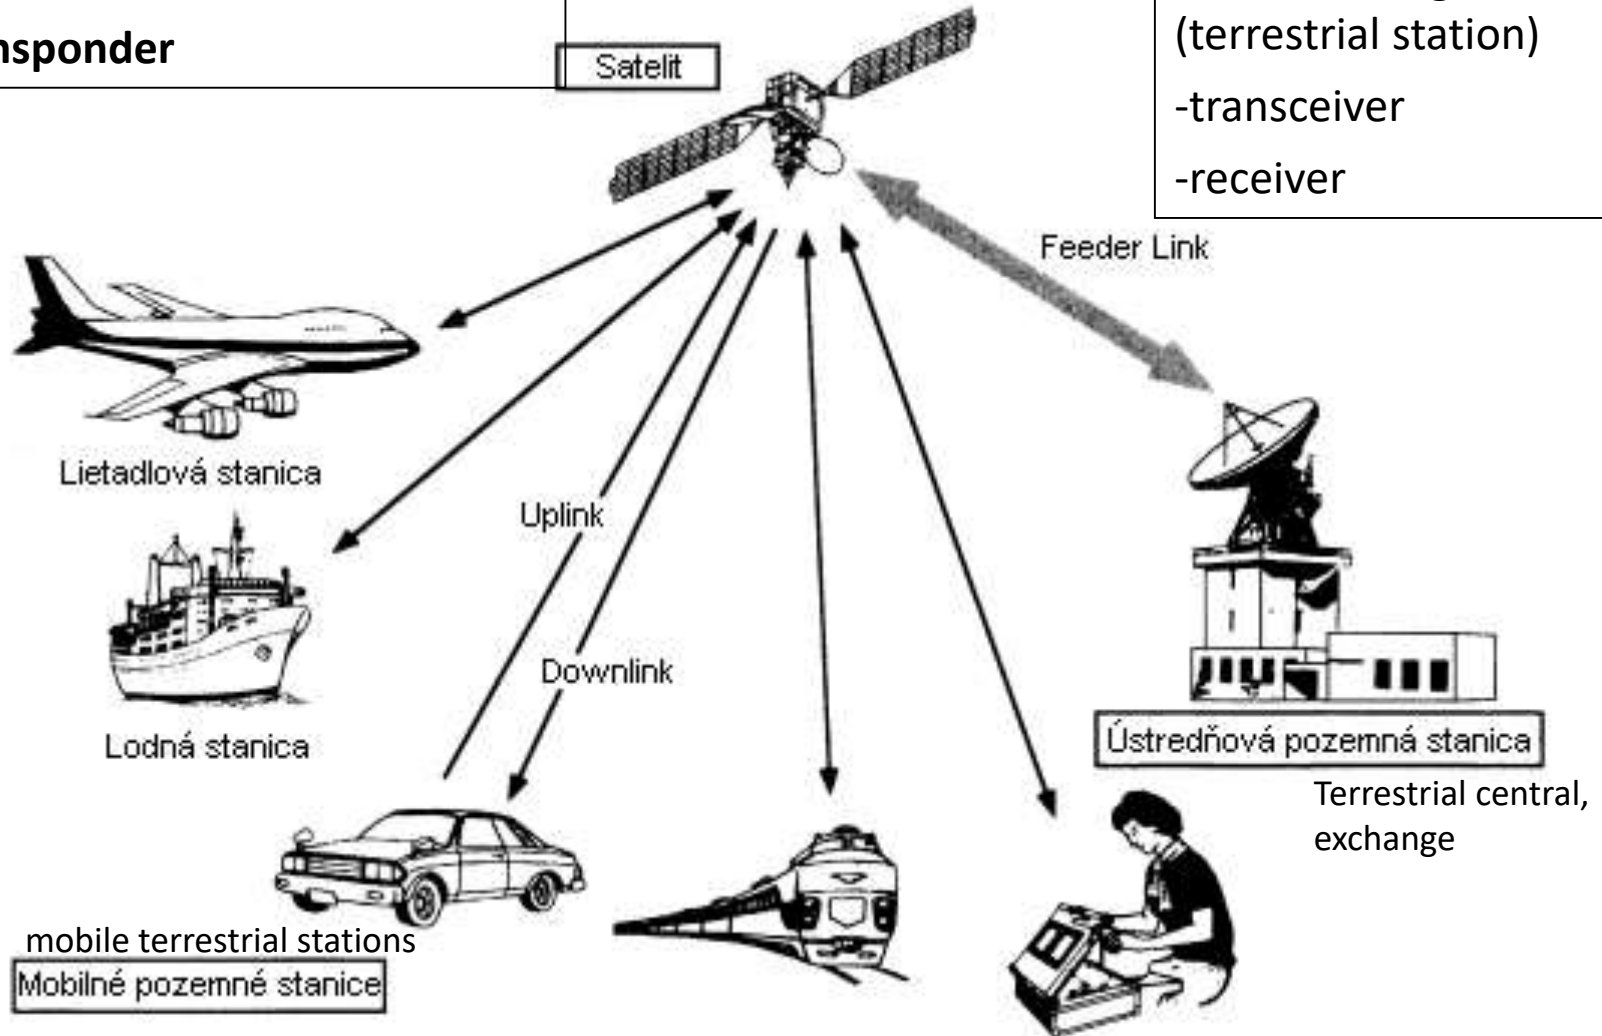 Satelit
(terrestrial station)
-transceiver
-receiver
Feeder Link
Lietadlová stanica
Uplink
Downlink
Lodná stanica
Ústredňová pozemná stanica
Terrestrial central,
exchange
mobile terrestrial stations
Mobilné pozemné stanice